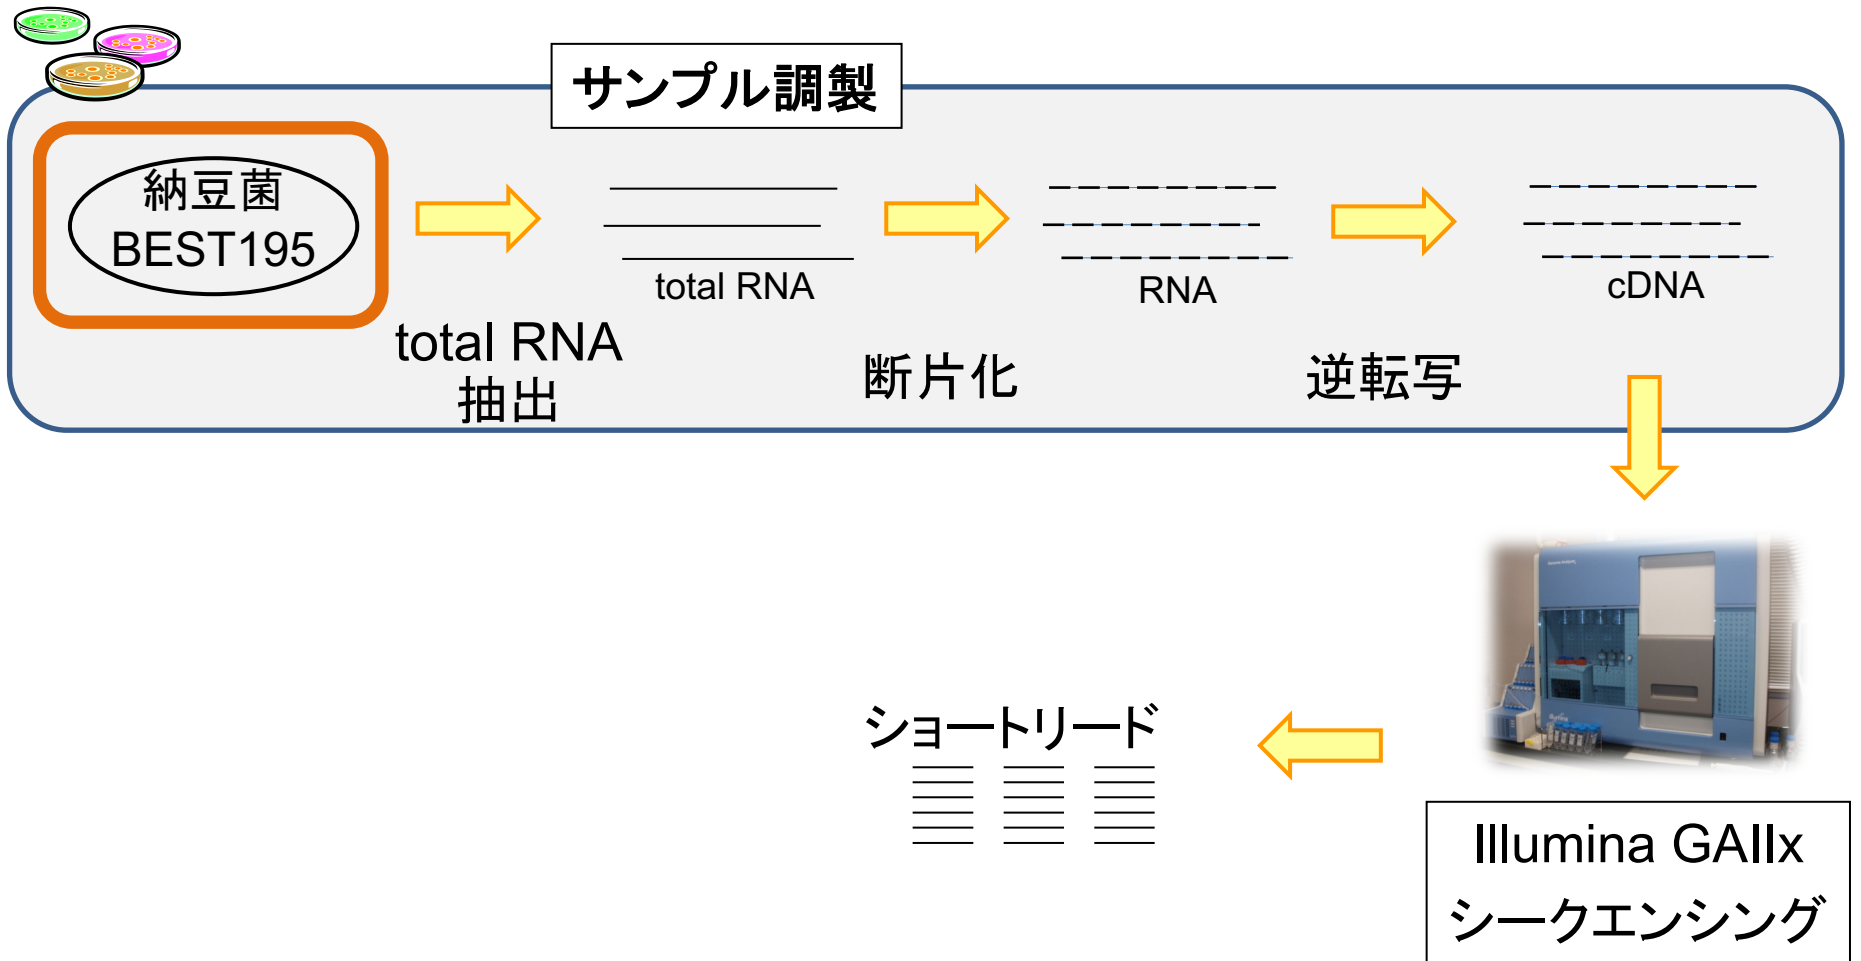 サンプル調製
納豆菌
BEST195
total RNA
RNA
cDNA
total RNA
抽出
断片化
逆転写
ショートリード
Illumina GAIIx
シークエンシング